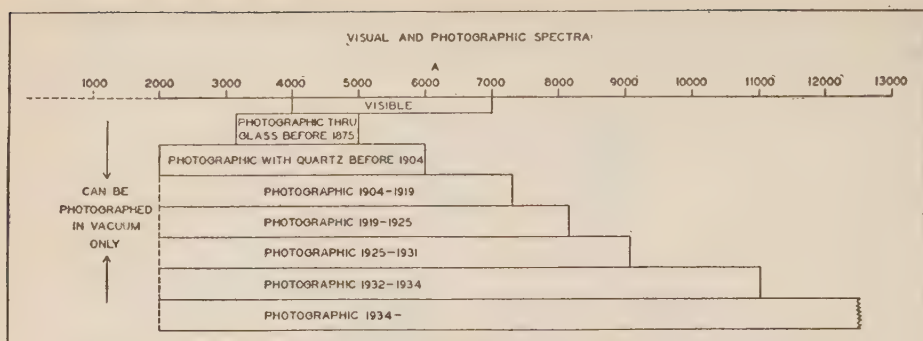 VISUAL AND PHOTOGRAPHIC SPECTRA
A
1000 2000 3000 4000 5000 6000 7000 8000 9000 10000 11000 12000 13000
VISIBLE
PHOTOGRAPHIC THRU
GLASS BEFORE 1875
PHOTOGRAPHIC WITH QUARTZ BEFORE 1904
PHOTOGRAPHIC 1904-1919
PHOTOGRAPHIC 1919-1925
PHOTOGRAPHIC 1925-1931
PHOTOGRAPHIC 1932-1934
PHOTOGRAPHIC 1934-
CAN BE
PHOTOGRAPHED
IN VACUUM
ONLY